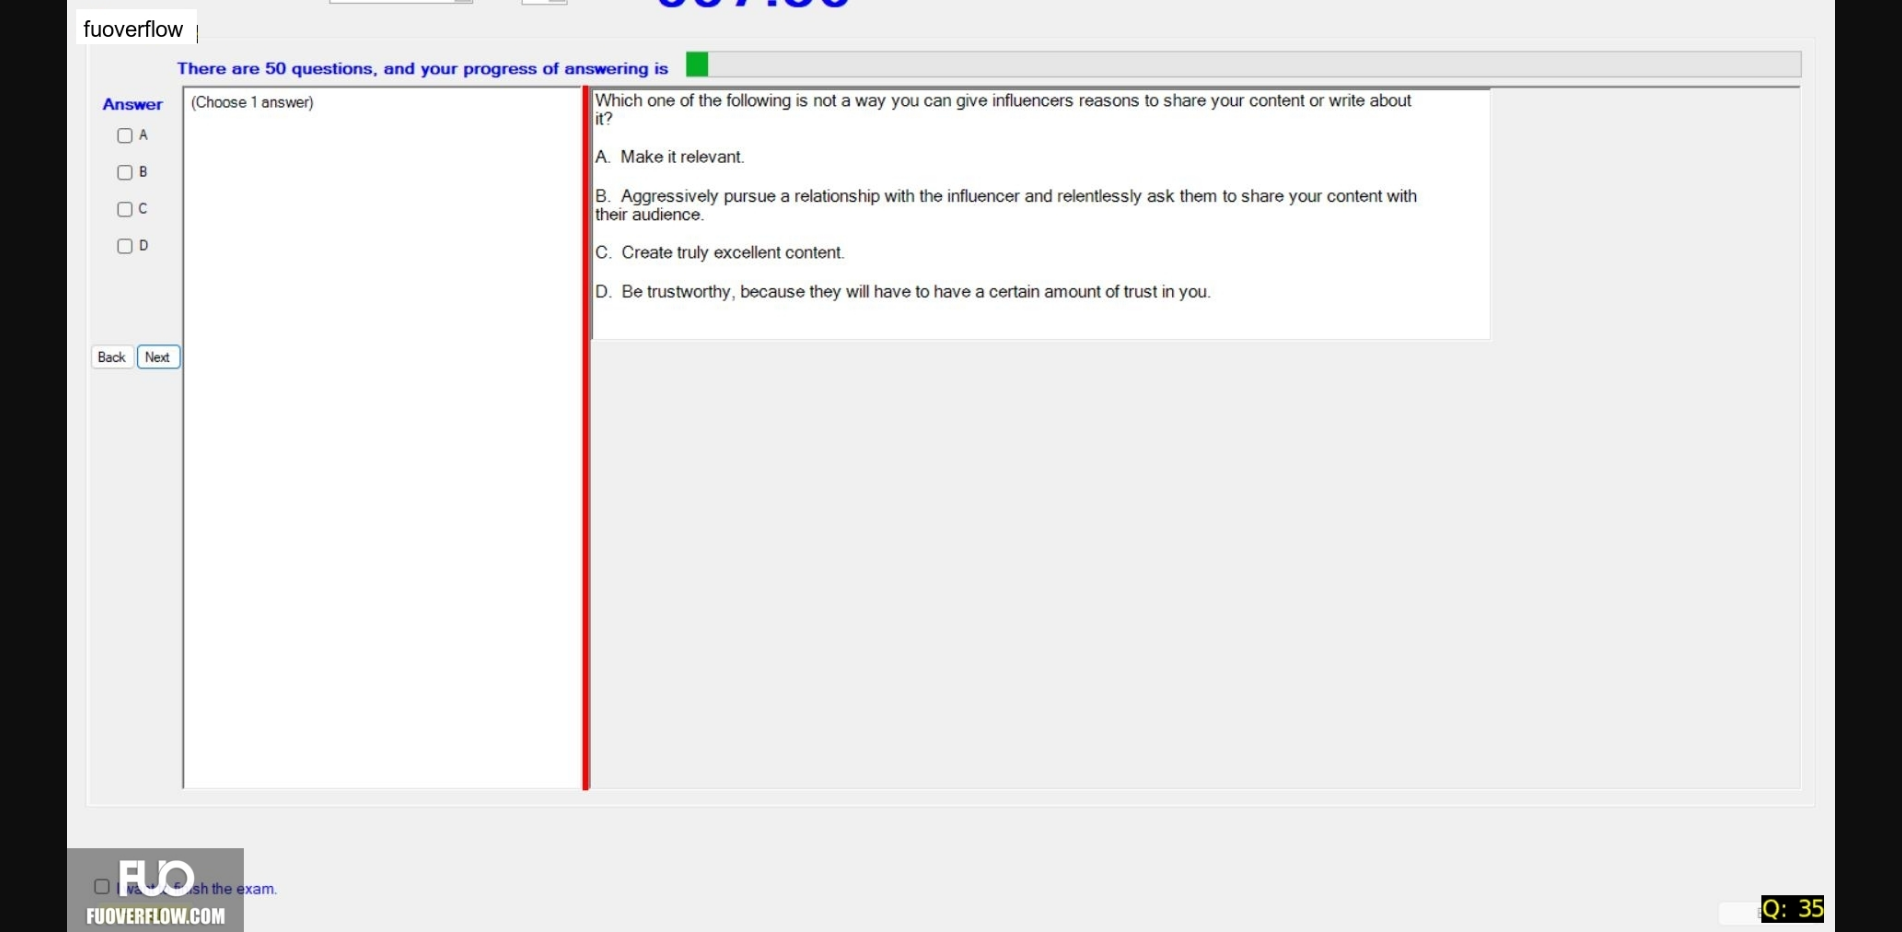 fuoverflow
There are 50 questions, and your progress of answering is
Answer
(Choose 1 answer)
A
B
C
D
Back
Next
Which one of the following is not a way you can give influencers reasons to share your content or write about
it?
A. Make it relevant.
B. Aggressively pursue a relationship with the influencer and relentlessly ask them to share your content with
their audience.
C. Create truly excellent content.
D. Be trustworthy, because they will have to have a certain amount of trust in you.
sh the exam.
FUO
FUOVERFLOW.COM
Q: 35